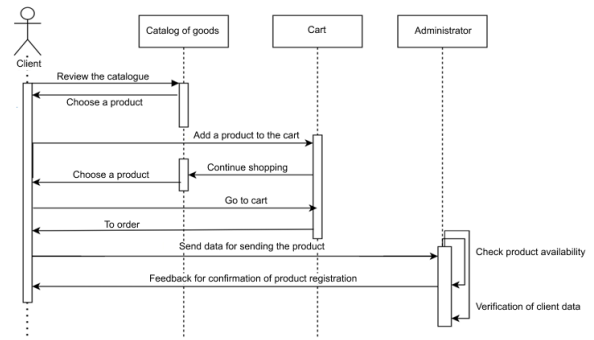 Catalog of goods
Cart
Administrator
Client
Review the catalogue
Choose a product
Add a product to the cart
Continue shopping
Choose a product
Go to cart
To order
Send data for sending the product
Check product availability
Feedback for confirmation of product registration
Verification of client data